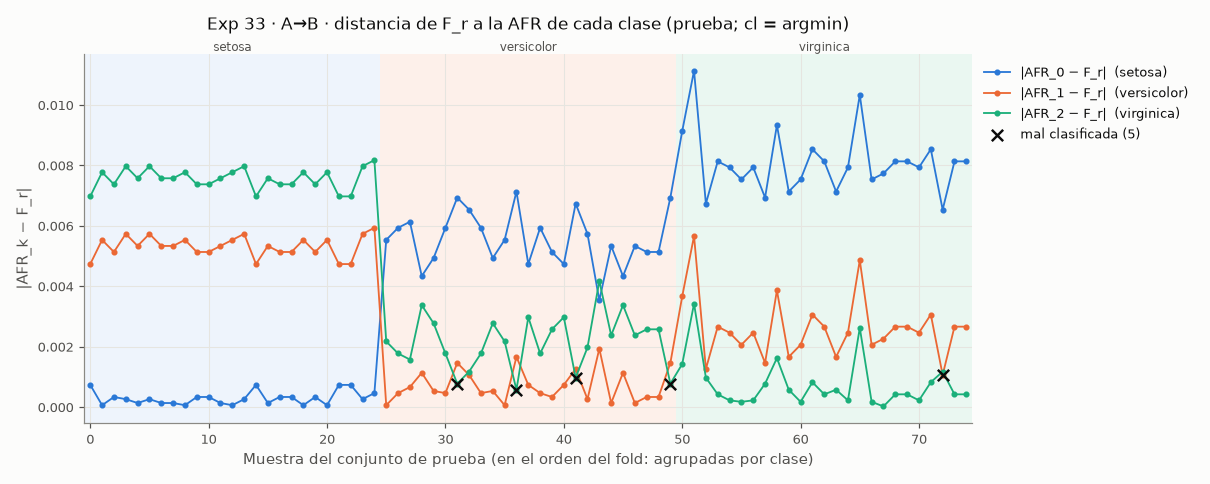 Exp 33 · A→B · distancia de F_r a la AFR de cada clase (prueba; cl = argmin)
setosa
versicolor
virginica
|AFR_0 − F_r| (setosa)
|AFR_1 − F_r| (versicolor)
|AFR_2 − F_r| (virginica)
mal clasificada (5)
|AFR_k − F_r|
0.010
0.008
0.006
0.004
0.002
0.000
0
10
20
30
40
50
60
70
Muestra del conjunto de prueba (en el orden del fold: agrupadas por clase)